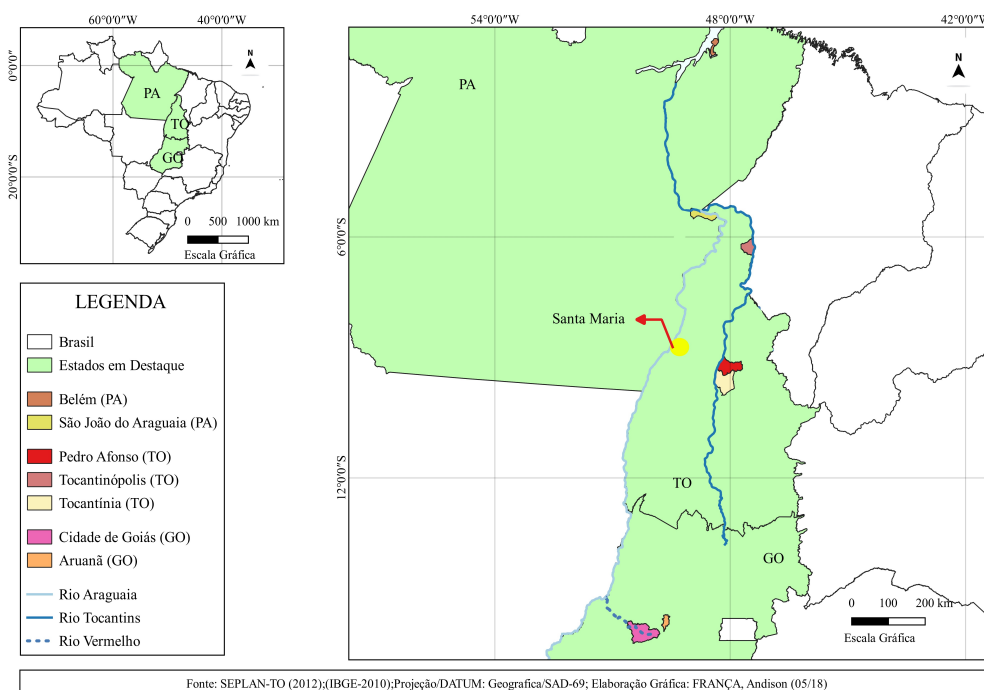 60°00'W
40°00'0"W
0°0'0"
20°0'0"S
N
PA
TO
GO
0 500 1000 km
Escala Gráfica
LEGENDA
Brasil
Estados em Destaque
Belém (PA)
São João do Araguaia (PA)
Pedro Afonso (TO)
Tocantinópolis (TO)
Tocantínia (TO)
Cidade de Goiás (GO)
Aruanã (GO)
Rio Araguaia
Rio Tocantins
Rio Vermelho
54°0'0"W
48°0'0"W
42°0'0"W
6°0'0"S
12°0'0"S
N
PA
Santa Maria
TO
GO
0 100 200 km
Escala Gráfica
Fonte: SEPLAN-TO (2012);(IBGE-2010);Projeção/DATUM: Geografica/SAD-69; Elaboração Gráfica: FRANÇA, Andison (05/18)